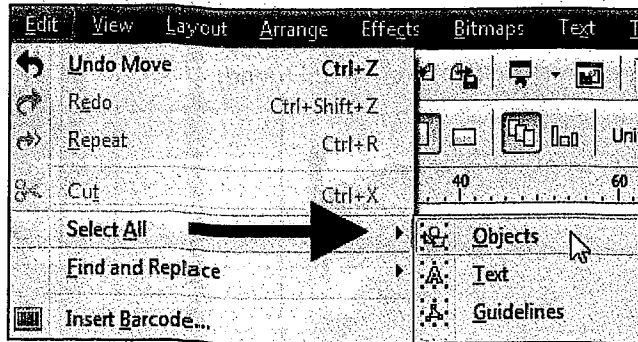 Edit View Layout Arrange Effects Bitmaps Text
Undo Move Ctrl+Z
Redo Ctrl+Shift+Z
Repeat Ctrl+R
Uni
Cut Ctrl+X
40 60
Select All
Objects
Find and Replace
Text
Insert Barcode...
Guidelines